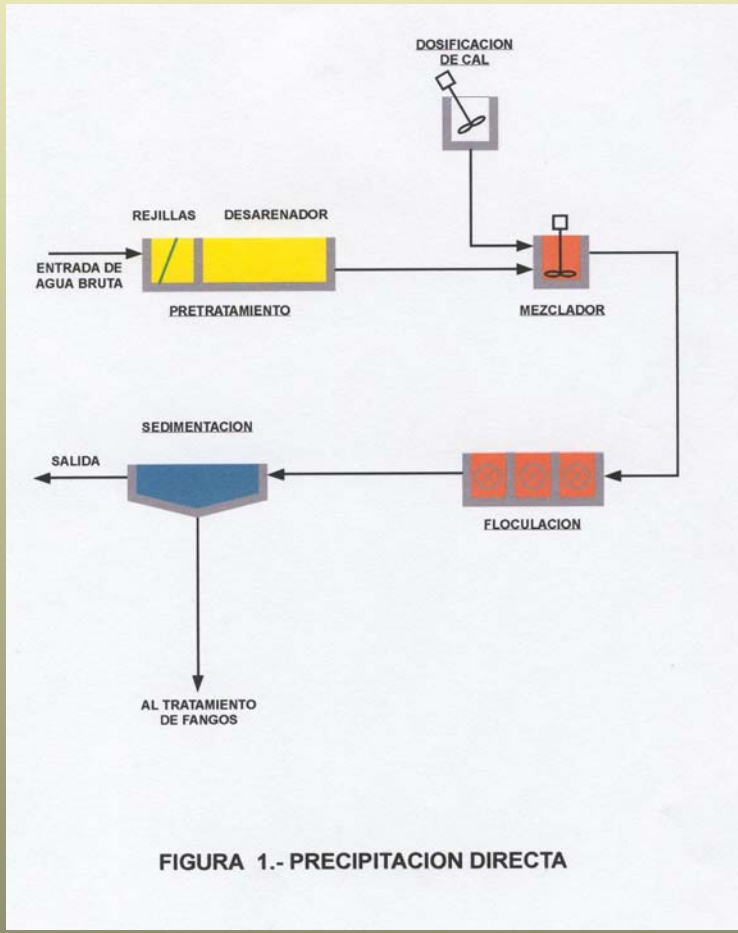 DOSIFICACION
DE CAL
REJILLAS DESARENADOR
ENTRADA DE
AGUA BRUTA
PRETRATAMIENTO
MEZCLADOR
SEDIMENTACION
SALIDA
FLOCULACION
AL TRATAMIENTO
DE FANGOS
FIGURA 1.- PRECIPITACION DIRECTA